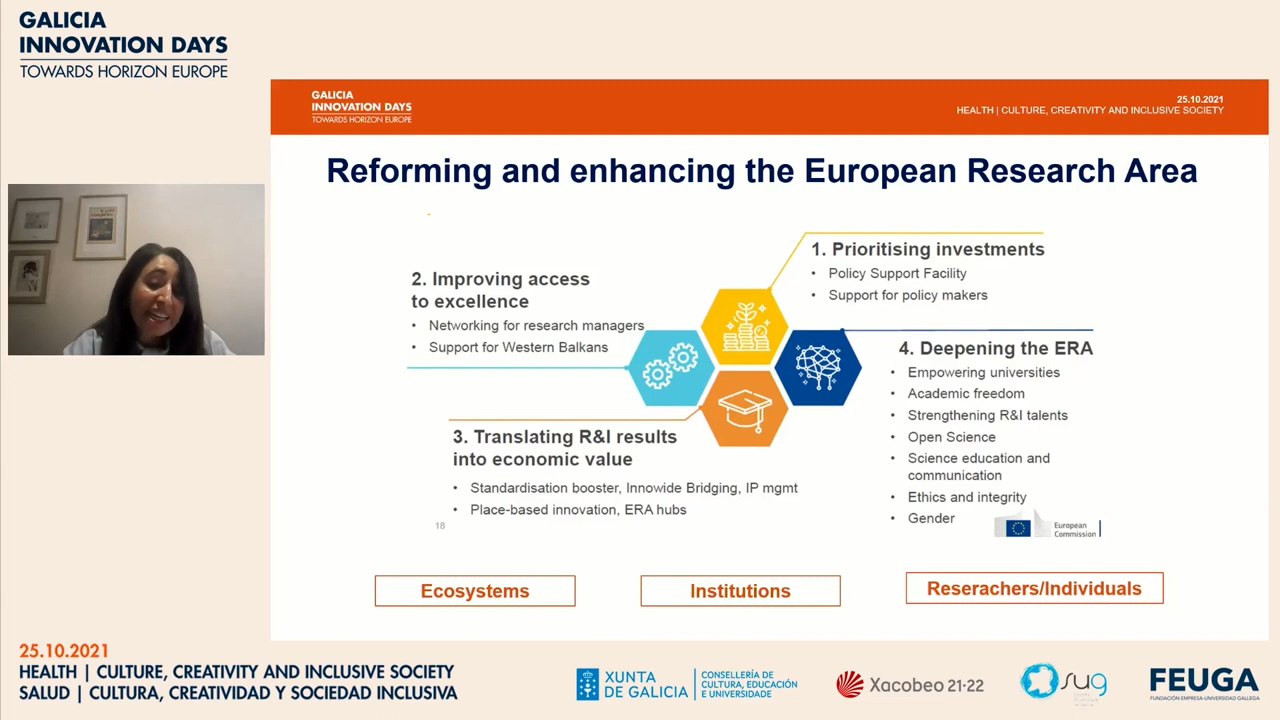 GALICIA
INNOVATION DAYS
TOWARDS HORIZON EUROPE
GALICIA
INNOVATION DAYS
TOWARDS HORIZON EUROPE
25.10.2021
HEALTH | CULTURE, CREATIVITY AND INCLUSIVE SOCIETY
Reforming and enhancing the European Research Area
1. Prioritising investments
• Policy Support Facility
• Support for policy makers
2. Improving access
to excellence
• Networking for research managers
• Support for Western Balkans
3. Translating R&I results
into economic value
• Standardisation booster, Innowide Bridging, IP mgmt
• Place-based innovation, ERA hubs
4. Deepening the ERA
• Empowering universities
• Academic freedom
• Strengthening R&I talents
• Open Science
• Science education and
communication
• Ethics and integrity
• Gender
18
European
Commission
Ecosystems
Institutions
Reserachers/Individuals
25.10.2021
HEALTH | CULTURE, CREATIVITY AND INCLUSIVE SOCIETY
SALUD | CULTURA, CREATIVIDAD Y SOCIEDAD INCLUSIVA
XUNTA
DE GALICIA
CONSELLERÍA
DE CULTURA, EDUCACIÓN
E UNIVERSIDADE
Xacobeo 21·22
sug
FEUGA
FUNDACIÓN EMPRESA-UNIVERSIDAD GALLEGA